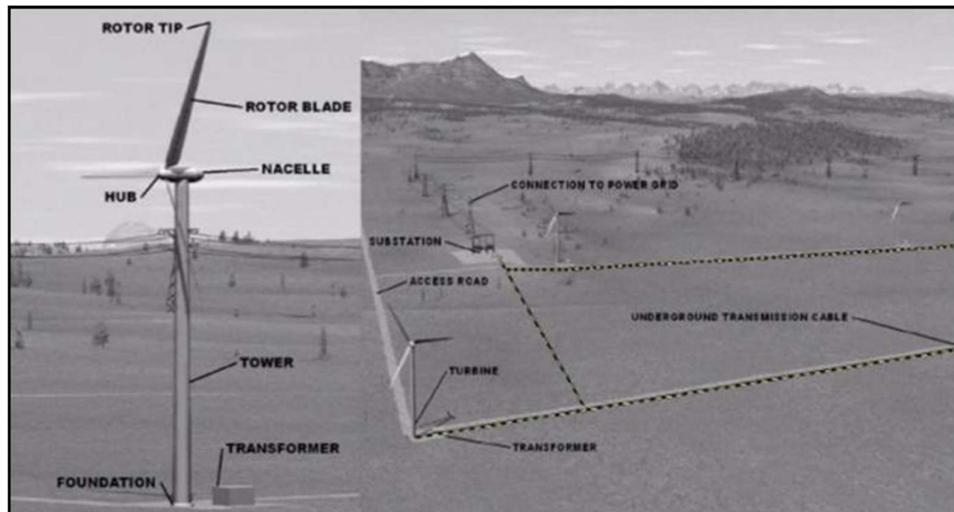 ROTOR TIP
ROTOR BLADE
NACELLE
HUB
TOWER
TRANSFORMER
FOUNDATION
CONNECTION TO POWER GRID
SUBSTATION
ACCESS ROAD
UNDERGROUND TRANSMISSION CABLE
TURBINE
TRANSFORMER